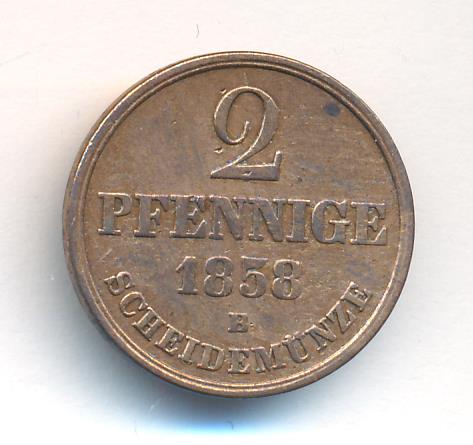 2
PFENNIGE
1858
B
SCHEIDEMÜNZE